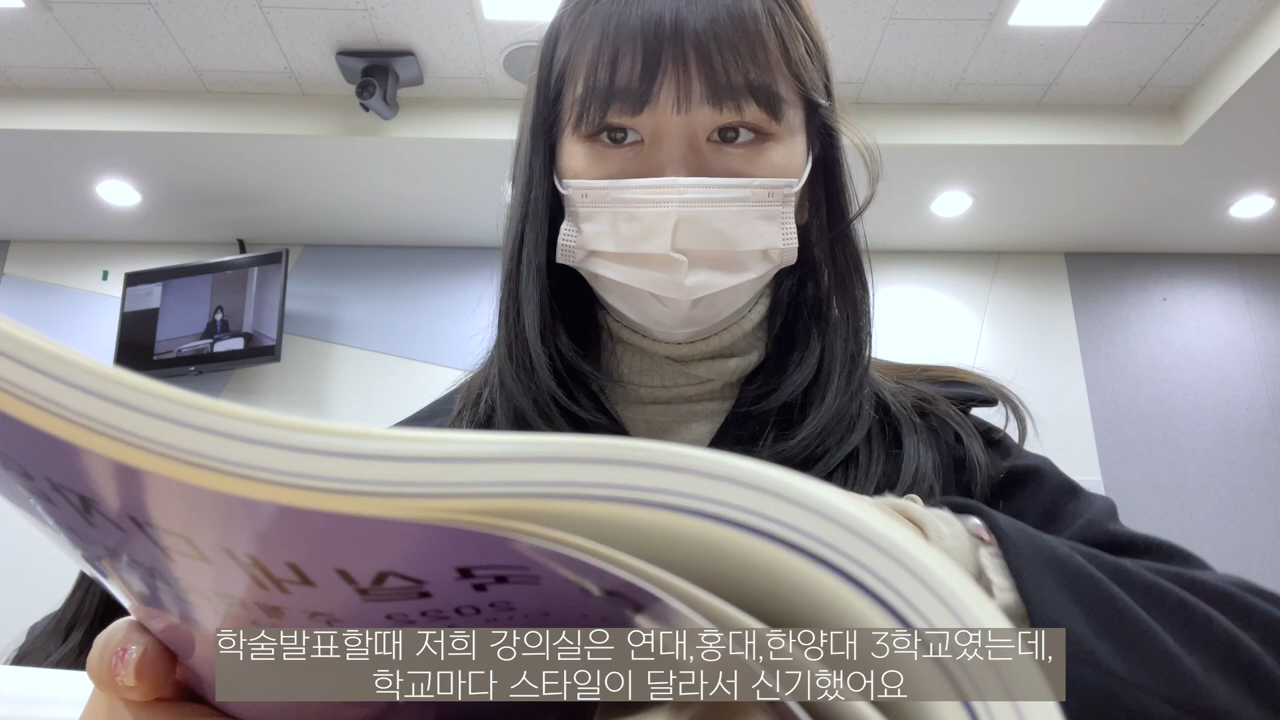 2022
학술발표할때 저희 강의실은 연대,홍대,한양대 3학교였는데,
학교마다 스타일이 달라서 신기했어요